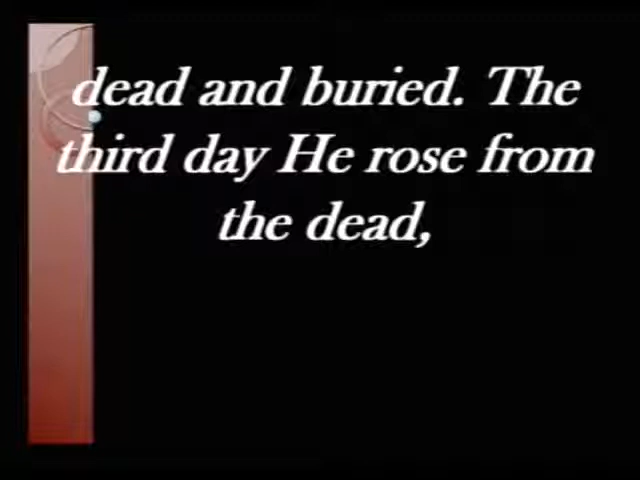 dead and buried. The
third day He rose from
the dead,